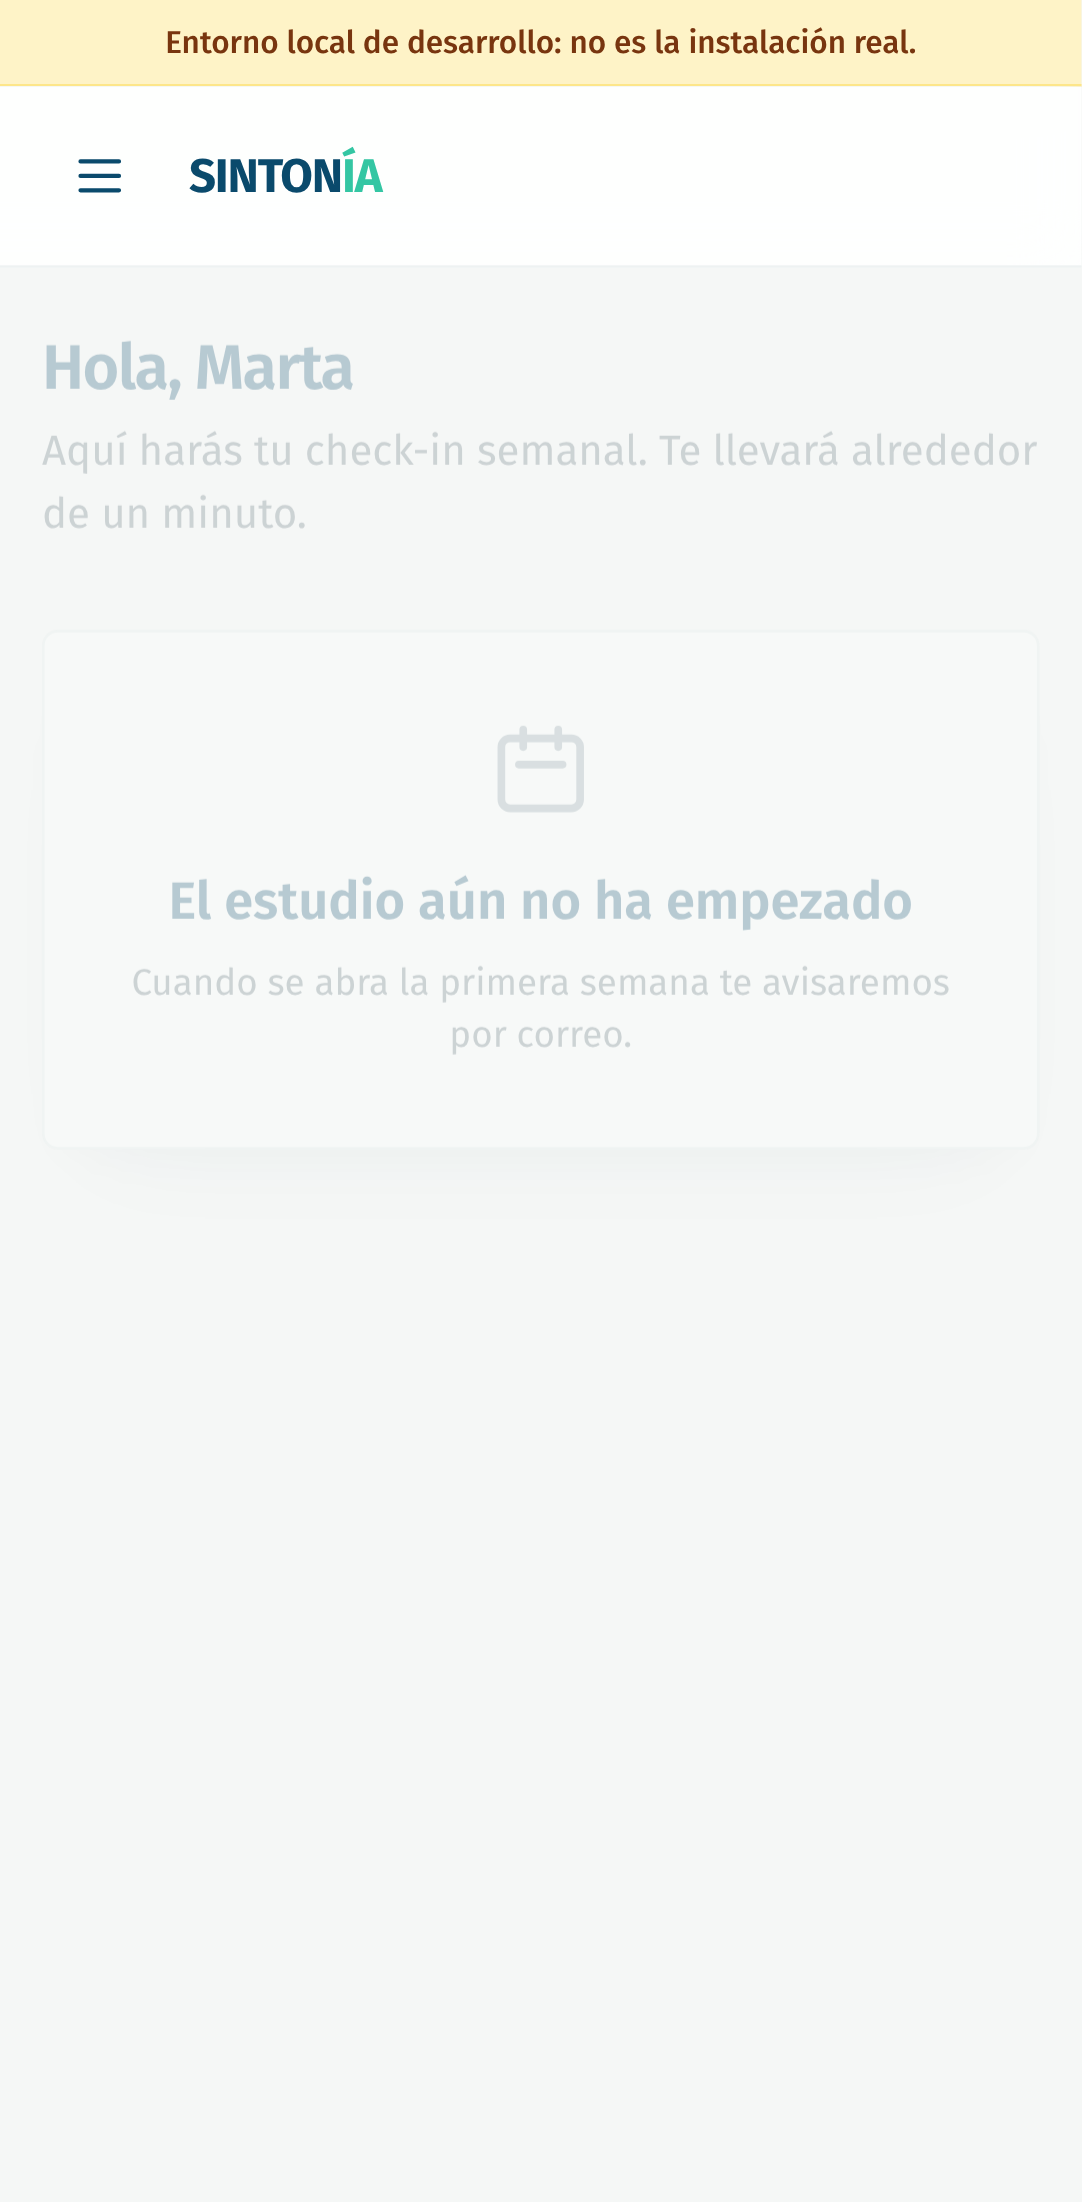 Entorno local de desarrollo: no es la instalación real.
SINTONÍA
Hola, Marta
Aquí harás tu check-in semanal. Te llevará alrededor
de un minuto.
El estudio aún no ha empezado
Cuando se abra la primera semana te avisaremos
por correo.